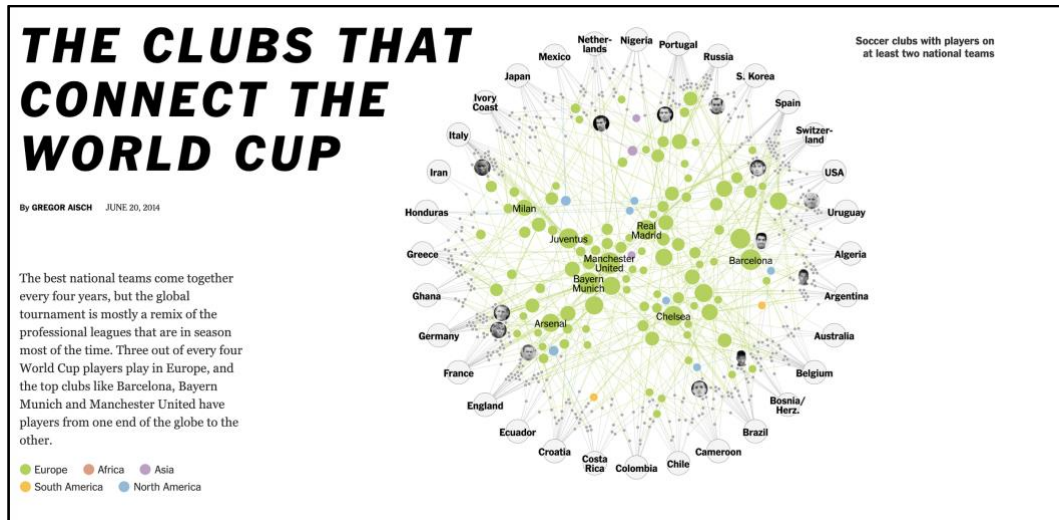 THE CLUBS THAT
CONNECT THE
WORLD CUP
By GREGOR AISCH JUNE 20, 2014
The best national teams come together
every four years, but the global
tournament is mostly a remix of the
professional leagues that are in season
most of the time. Three out of every four
World Cup players play in Europe, and
the top clubs like Barcelona, Bayern
Munich and Manchester United have
players from one end of the globe to the
other.
Europe Africa Asia
South America North America
Soccer clubs with players on
at least two national teams
Nigeria
Portugal
Russia
S. Korea
Spain
Switzer-
land
USA
Uruguay
Algeria
Argentina
Australia
Belgium
Bosnia/
Herz.
Brazil
Cameroon
Chile
Colombia
Costa
Rica
Croatia
Ecuador
England
France
Germany
Ghana
Greece
Honduras
Iran
Italy
Ivory
Coast
Japan
Mexico
Nether-
lands
Milan
Juventus
Real
Madrid
Manchester
United
Barcelona
Bayern
Munich
Arsenal
Chelsea